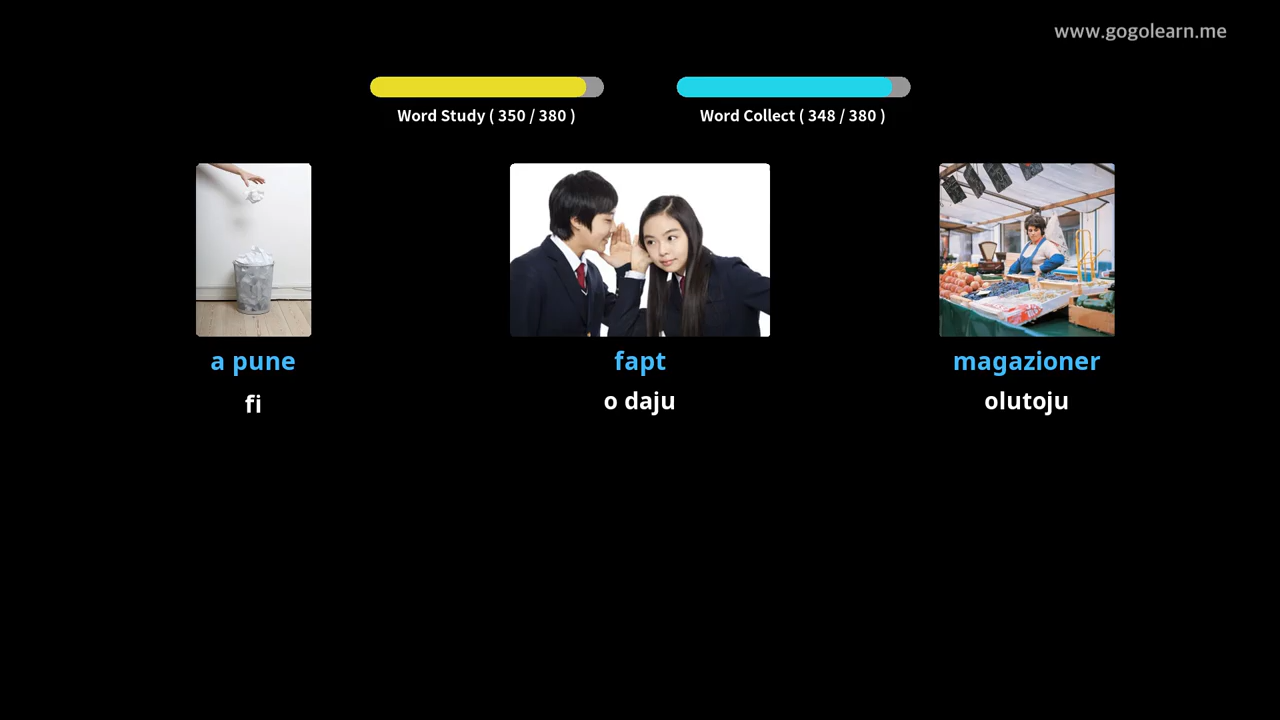 www.gogolearn.me
Word Study ( 350 / 380 )
Word Collect ( 348 / 380 )
a pune
fapt
magazioner
fi
o daju
olutoju